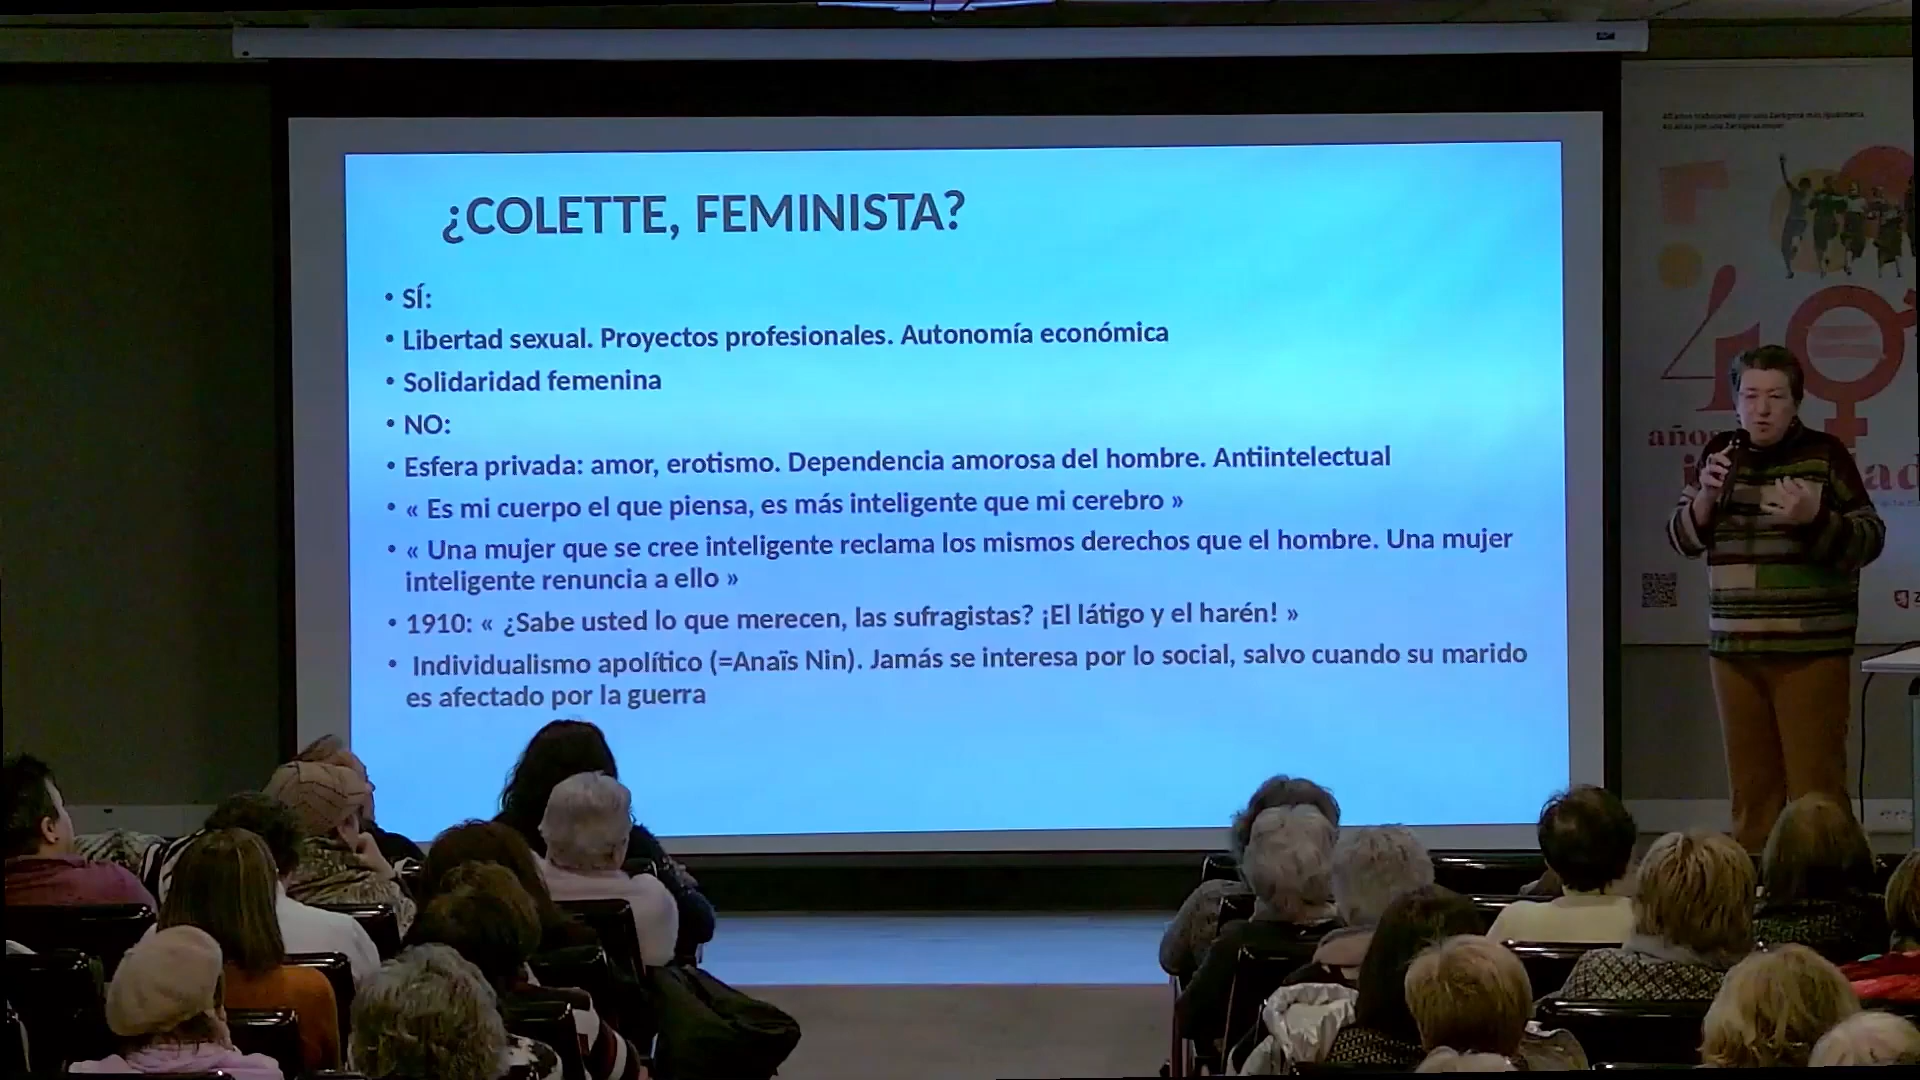 ¿COLETTE, FEMINISTA?
• SÍ:
• Libertad sexual. Proyectos profesionales. Autonomía económica
• Solidaridad femenina
• NO:
• Esfera privada: amor, erotismo. Dependencia amorosa del hombre. Antiintelectual
• « Es mi cuerpo el que piensa, es más inteligente que mi cerebro »
• « Una mujer que se cree inteligente reclama los mismos derechos que el hombre. Una mujer
inteligente renuncia a ello »
• 1910: « ¿Sabe usted lo que merecen, las sufragistas? ¡El látigo y el harén! »
• Individualismo apolítico (=Anaïs Nin). Jamás se interesa por lo social, salvo cuando su marido
es afectado por la guerra
40
años